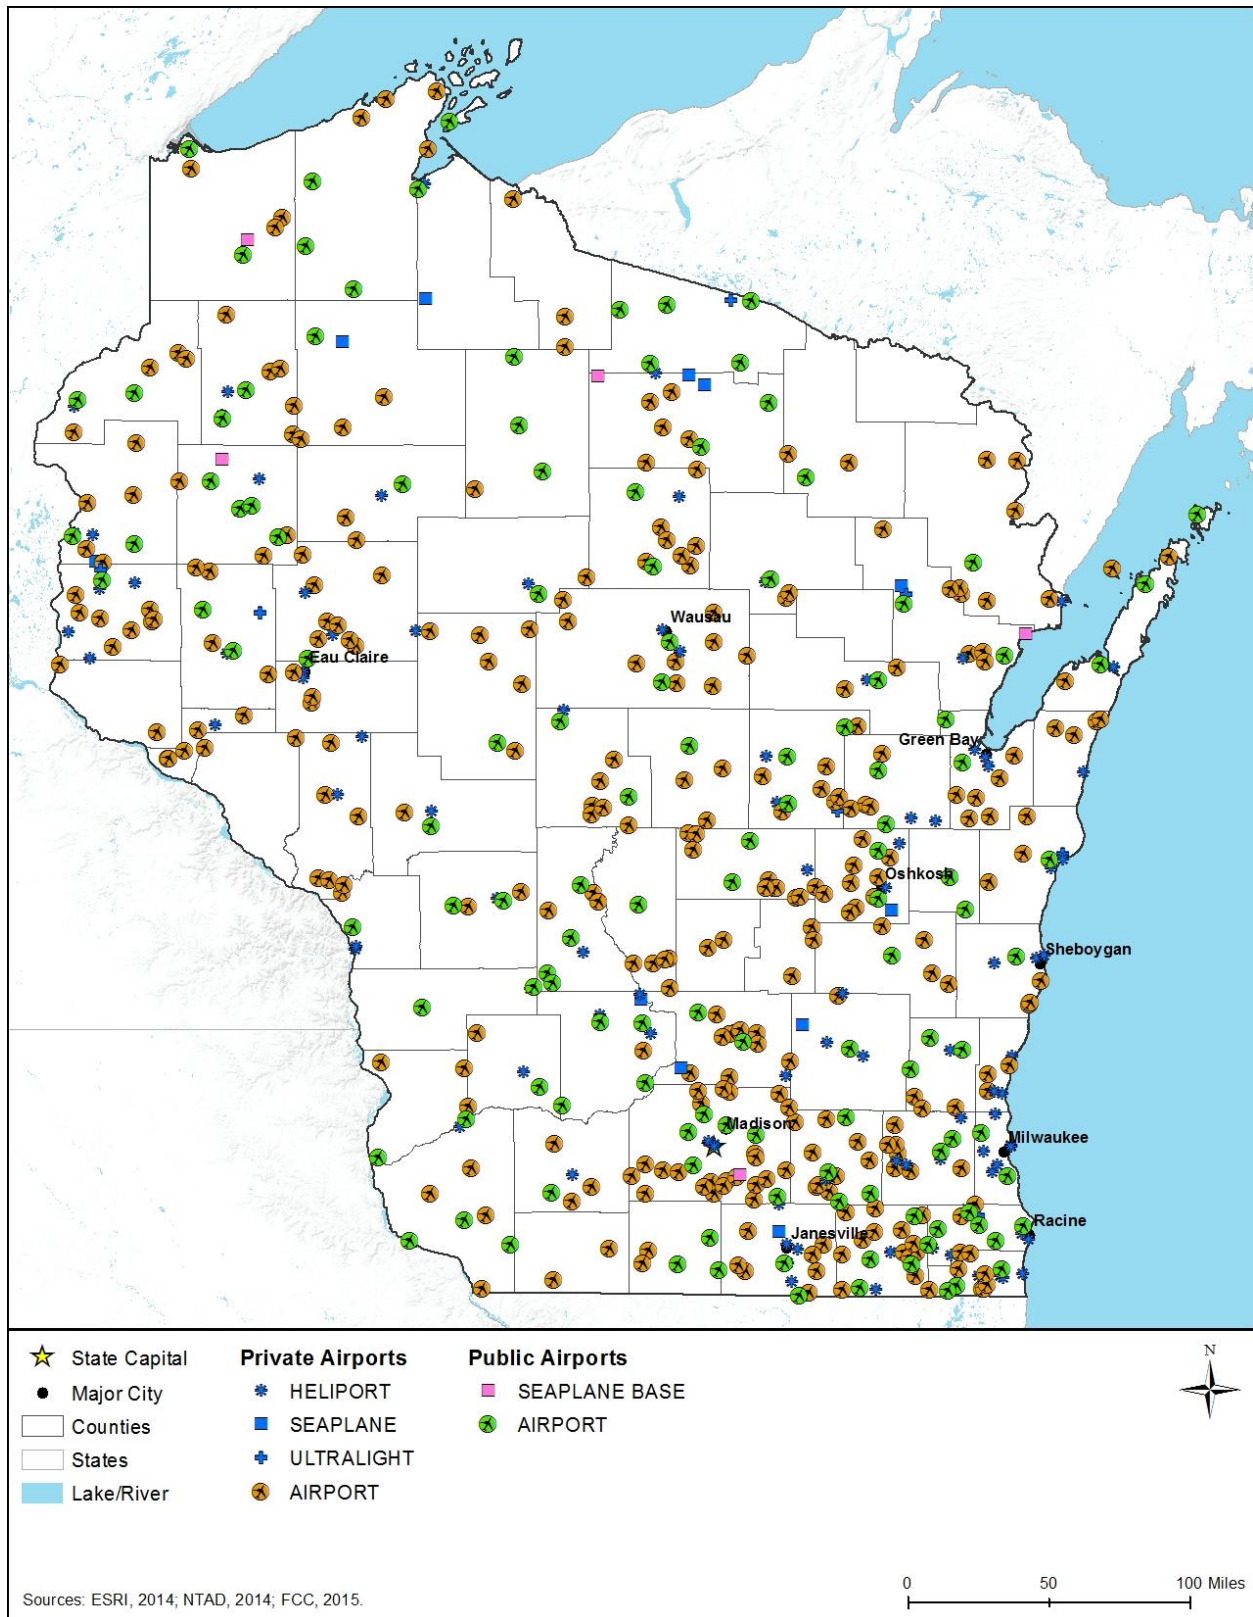 Wausau
Eau Claire
Green Bay
Oshkosh
Sheboygan
Madison
Milwaukee
Racine
Janesville
State Capital
Major City
Counties
States
Lake/River
Private Airports
HELIPORT
SEAPLANE
ULTRALIGHT
AIRPORT
Public Airports
SEAPLANE BASE
AIRPORT
N
0 50 100 Miles
Sources: ESRI, 2014; NTAD, 2014; FCC, 2015.